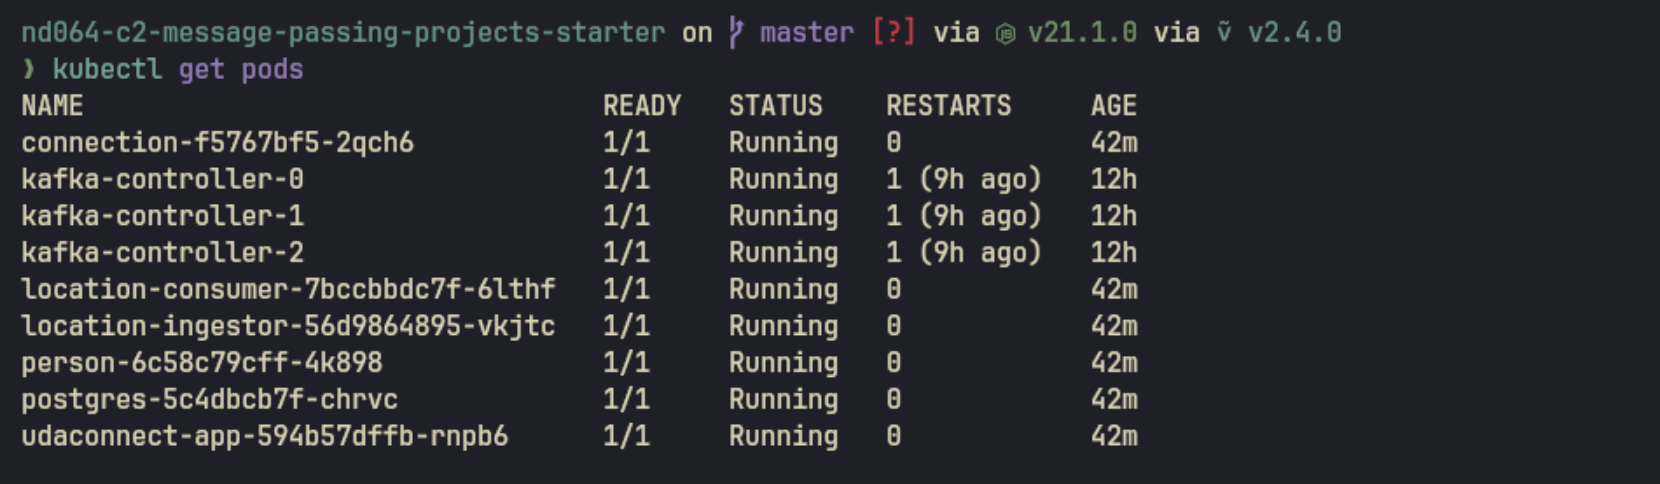 nd064-c2-message-passing-projects-starter on master [?] via v21.1.0 via ṽ v2.4.0
❯ kubectl get pods
NAME READY STATUS RESTARTS AGE
connection-f5767bf5-2qch6 1/1 Running 0 42m
kafka-controller-0 1/1 Running 1 (9h ago) 12h
kafka-controller-1 1/1 Running 1 (9h ago) 12h
kafka-controller-2 1/1 Running 1 (9h ago) 12h
location-consumer-7bccbbdc7f-6lthf 1/1 Running 0 42m
location-ingestor-56d9864895-vkjtc 1/1 Running 0 42m
person-6c58c79cff-4k898 1/1 Running 0 42m
postgres-5c4dbcb7f-chrvc 1/1 Running 0 42m
udaconnect-app-594b57dffb-rnpb6 1/1 Running 0 42m